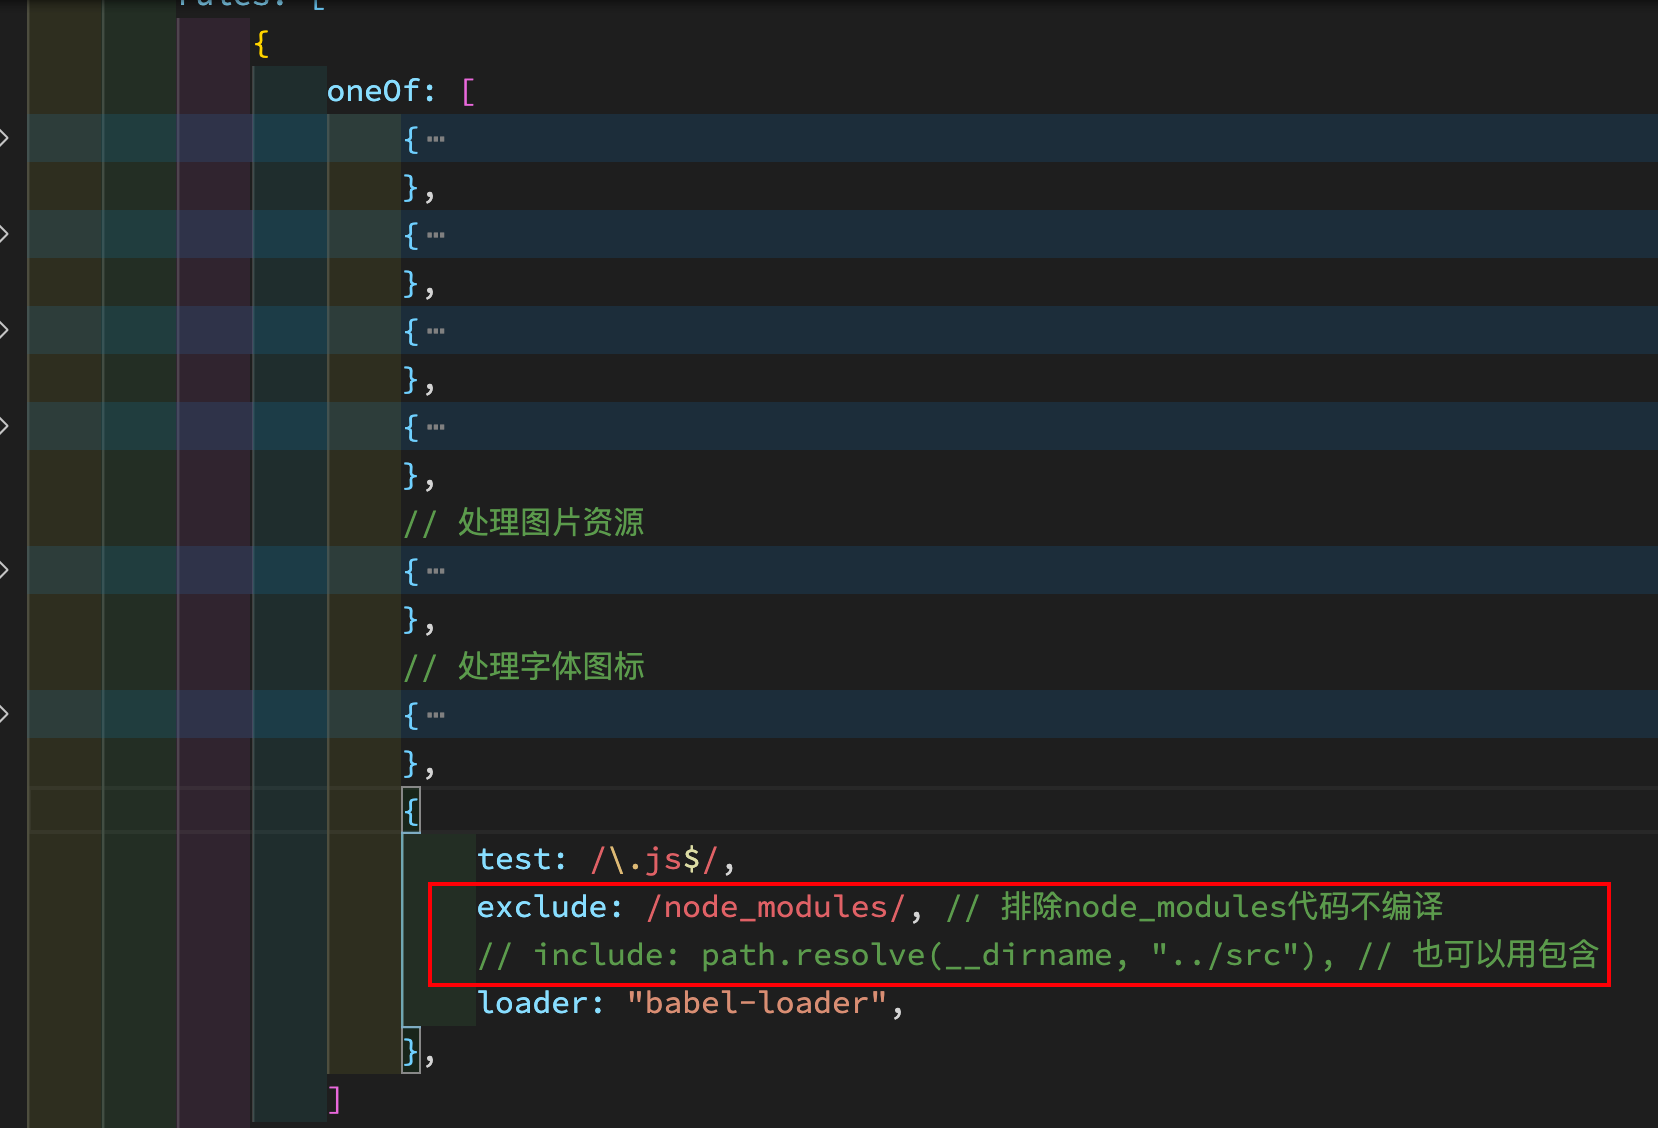 rules: [
{
oneOf: [
{ ⋯
},
{ ⋯
},
{ ⋯
},
{ ⋯
},
// 处理图片资源
{ ⋯
},
// 处理字体图标
{ ⋯
},
{
test: /\.js$/,
exclude: /node_modules/, // 排除node_modules代码不编译
// include: path.resolve(__dirname, "../src"), // 也可以用包含
loader: "babel-loader",
},
]